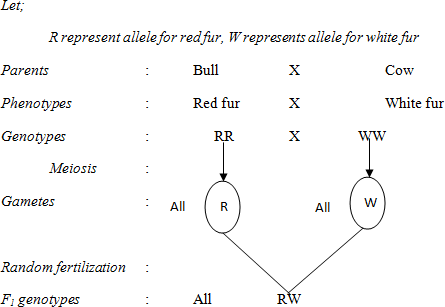 Let;
R represent allele for red fur, W represents allele for white fur
Parents : Bull X Cow
Phenotypes : Red fur X White fur
Genotypes : RR X WW
Meiosis :
Gametes : All R All W
Random fertilization :
F1 genotypes : All RW